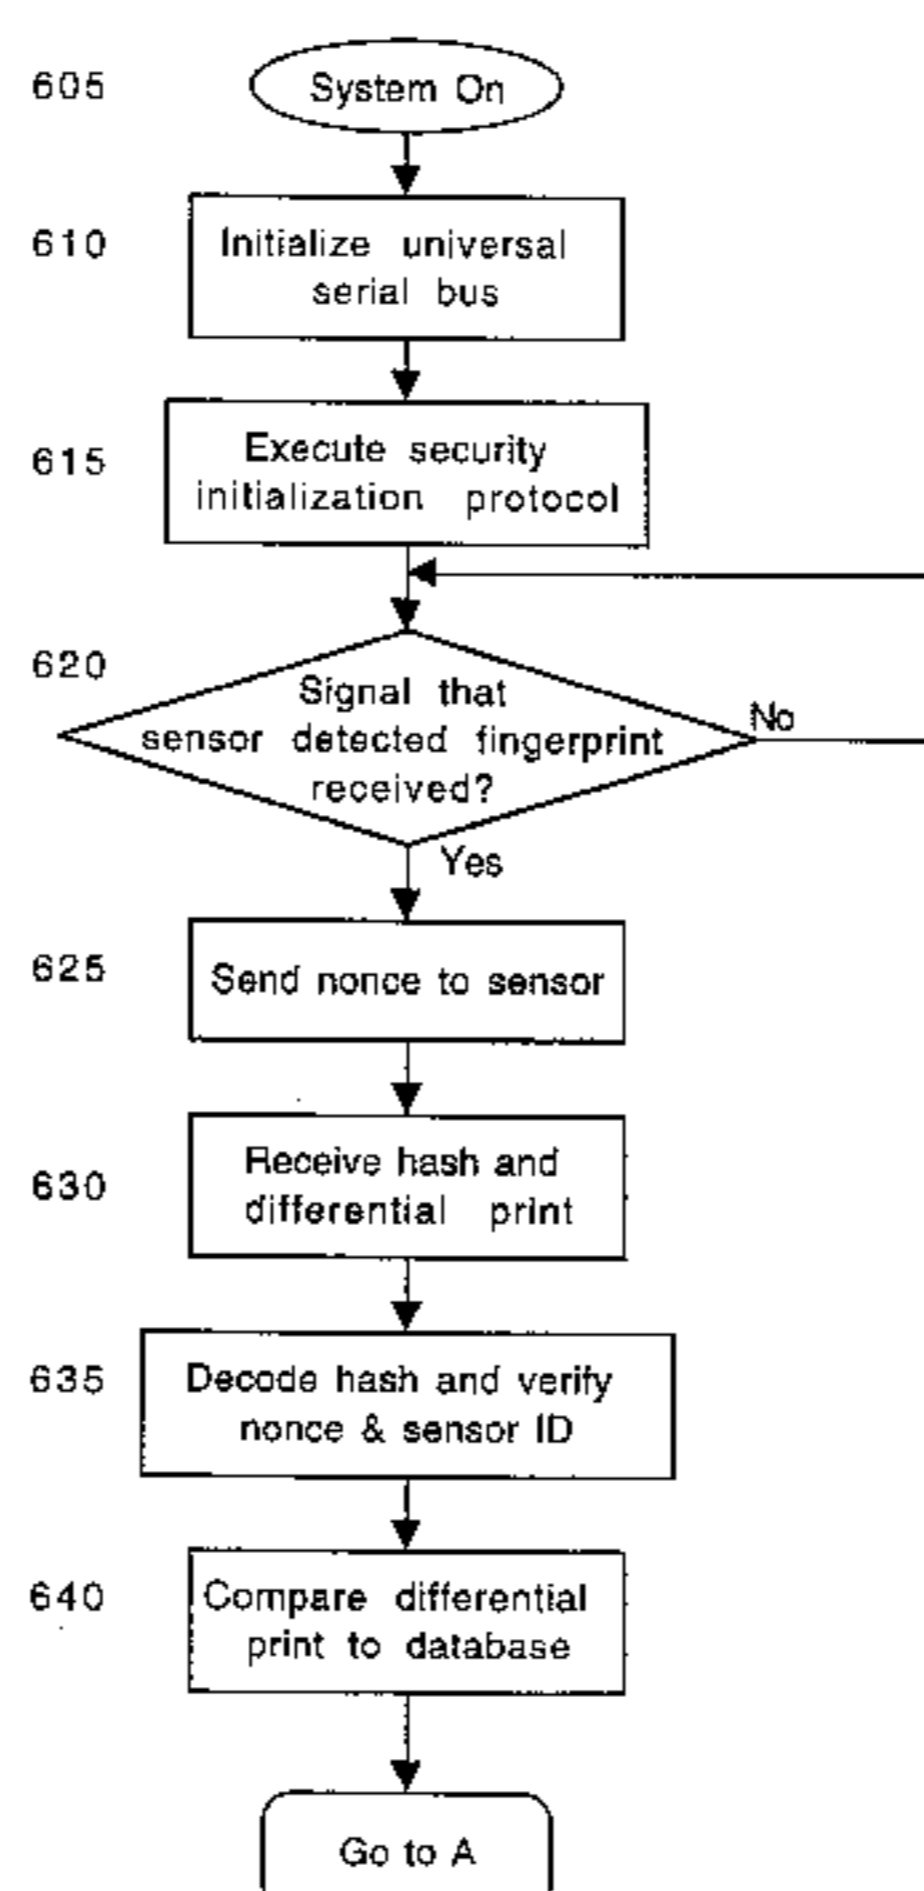 605
System On
610
Initialize universal
serial bus
615
Execute security
initialization protocol
620
Signal that
sensor detected fingerprint
received?
No
Yes
625
Send nonce to sensor
630
Receive hash and
differential print
635
Decode hash and verify
nonce & sensor ID
640
Compare differential
print to database
Go to A